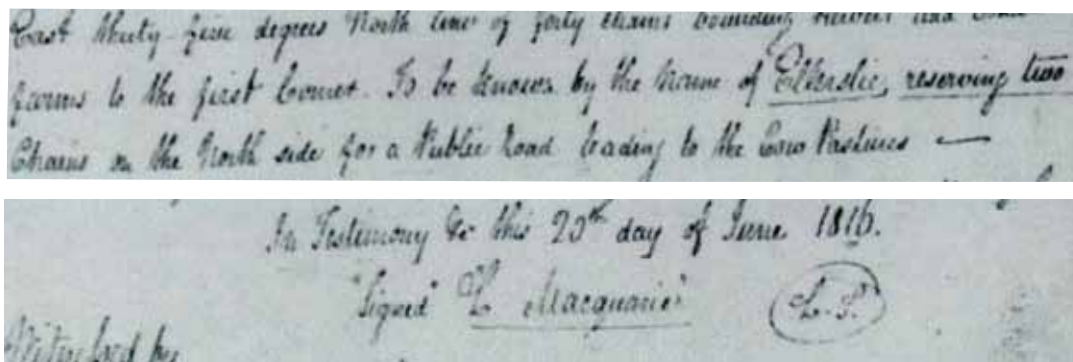 East thirty-five degrees North line of forty chains bounding and
farms to the first Corner. To be known by the Name of Ellerslie, reserving two
Chains on the North side for a Public Road leading to the Cow Pastures —
In Testimony &c this 20th day of June 1816.
"Signed" L Macquarie" L.S.
Witnessed by